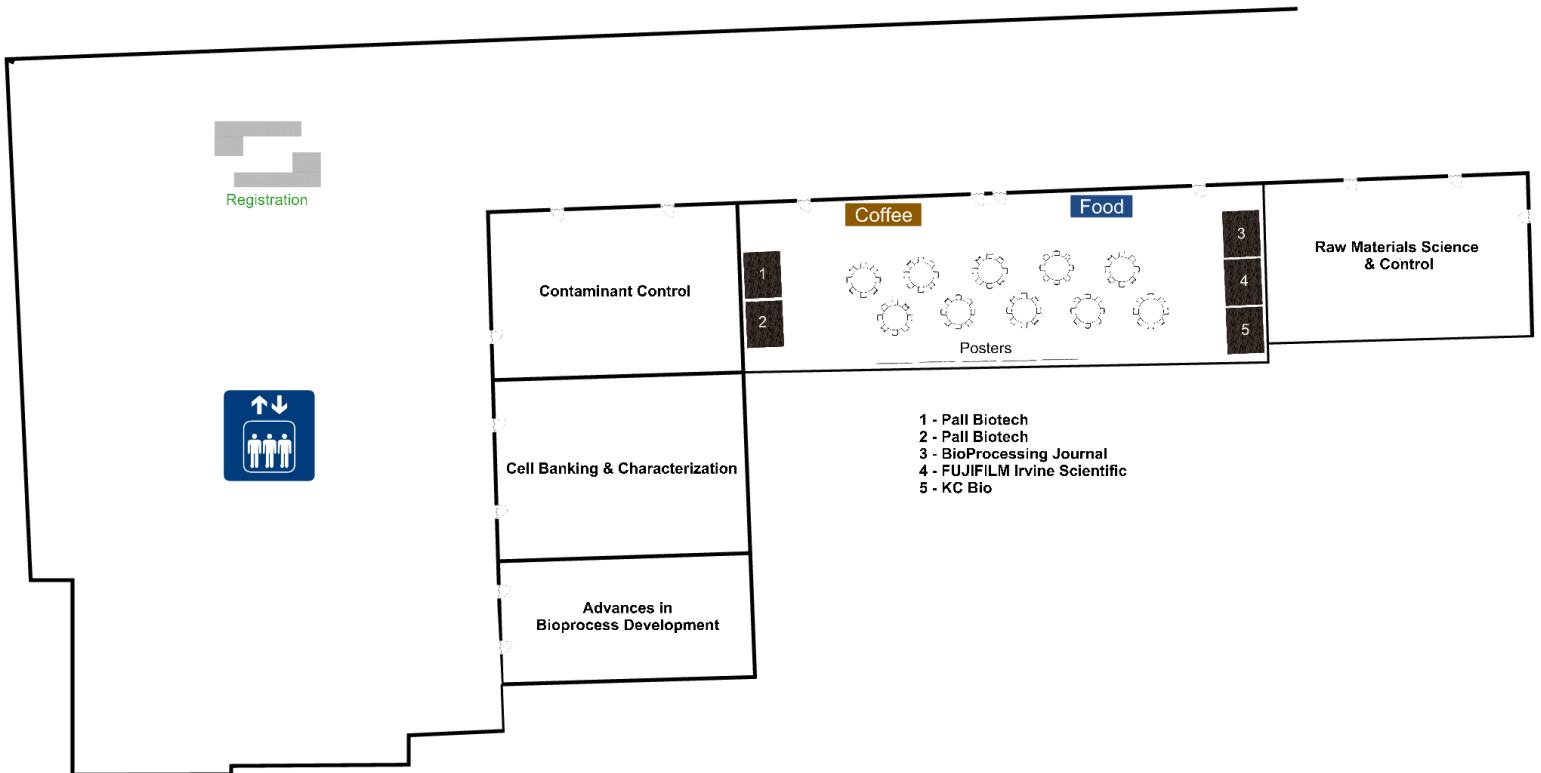 Registration
Coffee
Food
Contaminant Control
1
2
3
4
5
Raw Materials Science
& Control
Posters
Cell Banking & Characterization
1 - Pall Biotech
2 - Pall Biotech
3 - BioProcessing Journal
4 - FUJIFILM Irvine Scientific
5 - KC Bio
Advances in
Bioprocess Development